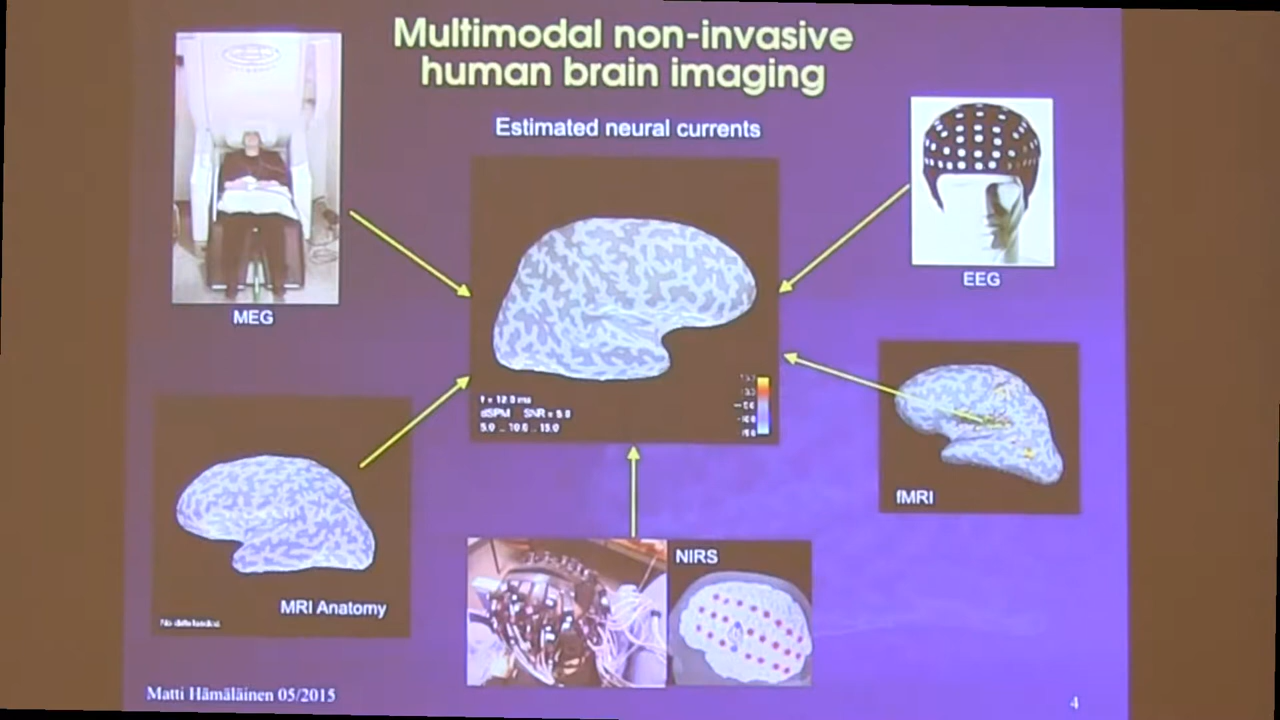 Multimodal non-invasive
human brain imaging
Estimated neural currents
MEG
EEG
dSPM SNR = 5.0
5.0 .. 10.0 .. 15.0
fMRI
MRI Anatomy
NIRS
Matti Hämäläinen 05/2015
4